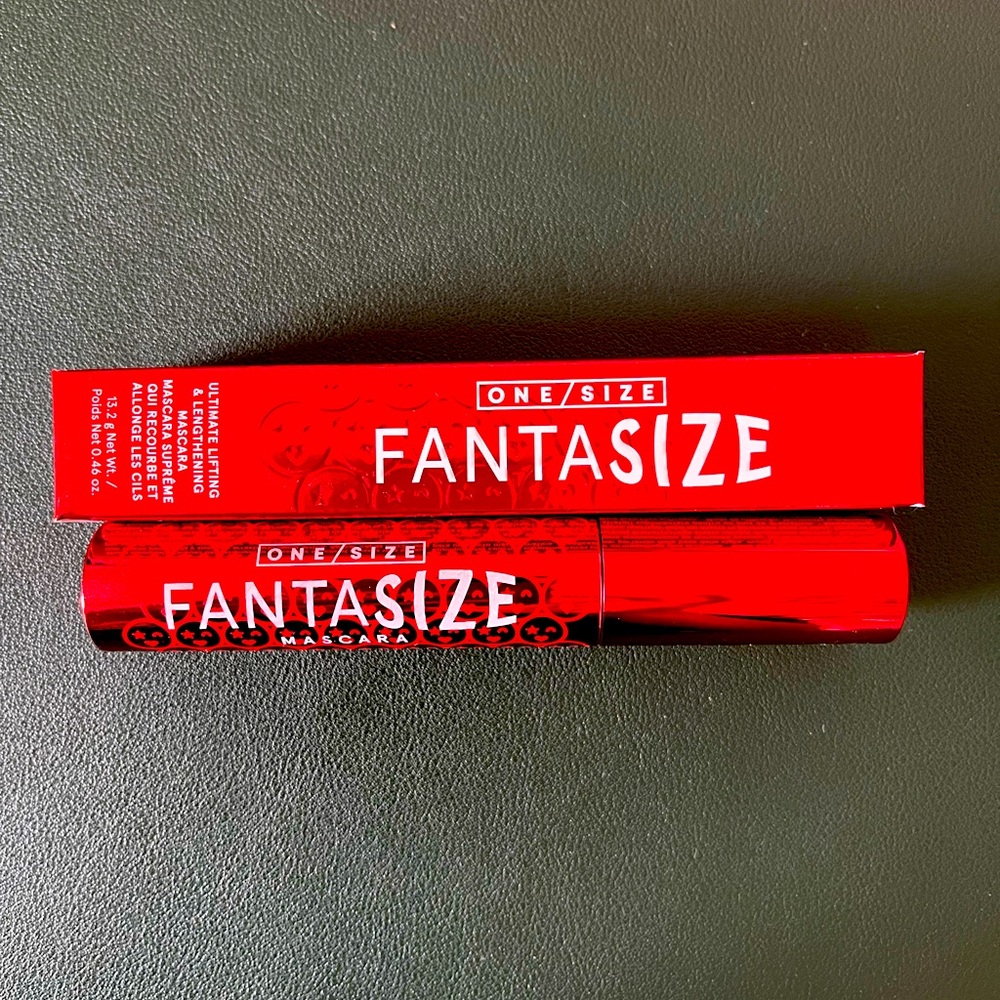 ONE/SIZE
FANTASIZE
ULTIMATE LIFTING
& LENGTHENING
MASCARA
MASCARA SUPRÊME
QUI RECOURBE ET
ALLONGE LES CILS
13.2 g Net Wt. /
Poids Net 0.46 oz.
ONE/SIZE
FANTASIZE
MASCARA